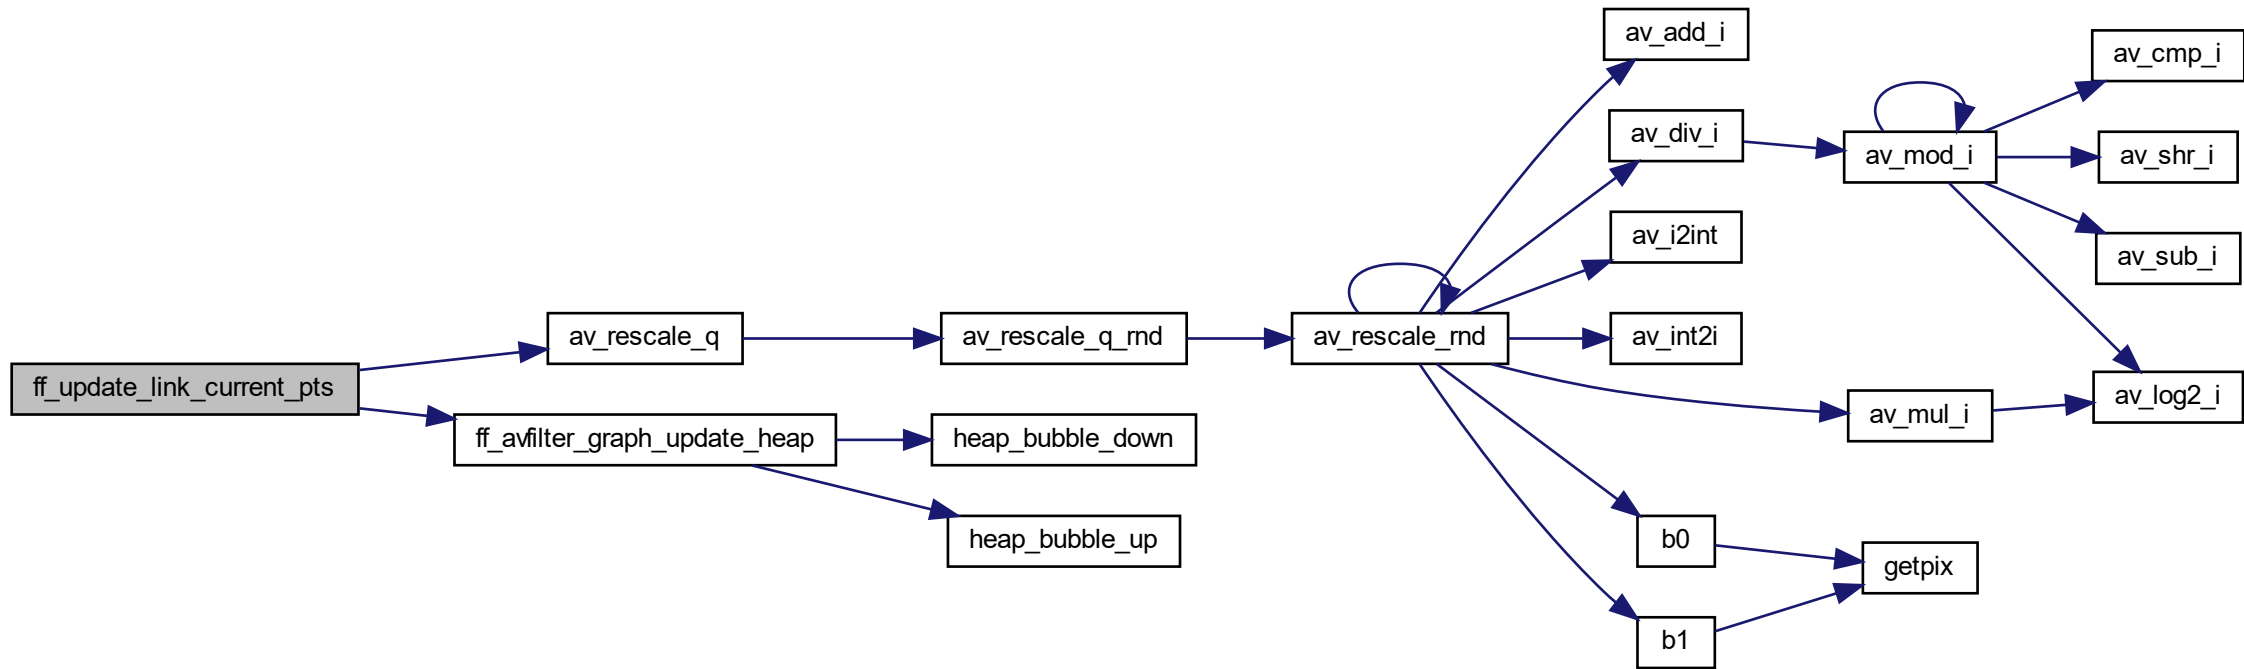 ff_update_link_current_pts
av_rescale_q
ff_avfilter_graph_update_heap
av_rescale_q_rnd
heap_bubble_down
heap_bubble_up
av_rescale_rnd
av_add_i
av_div_i
av_i2int
av_int2i
av_mul_i
b0
b1
av_mod_i
getpix
av_cmp_i
av_shr_i
av_sub_i
av_log2_i